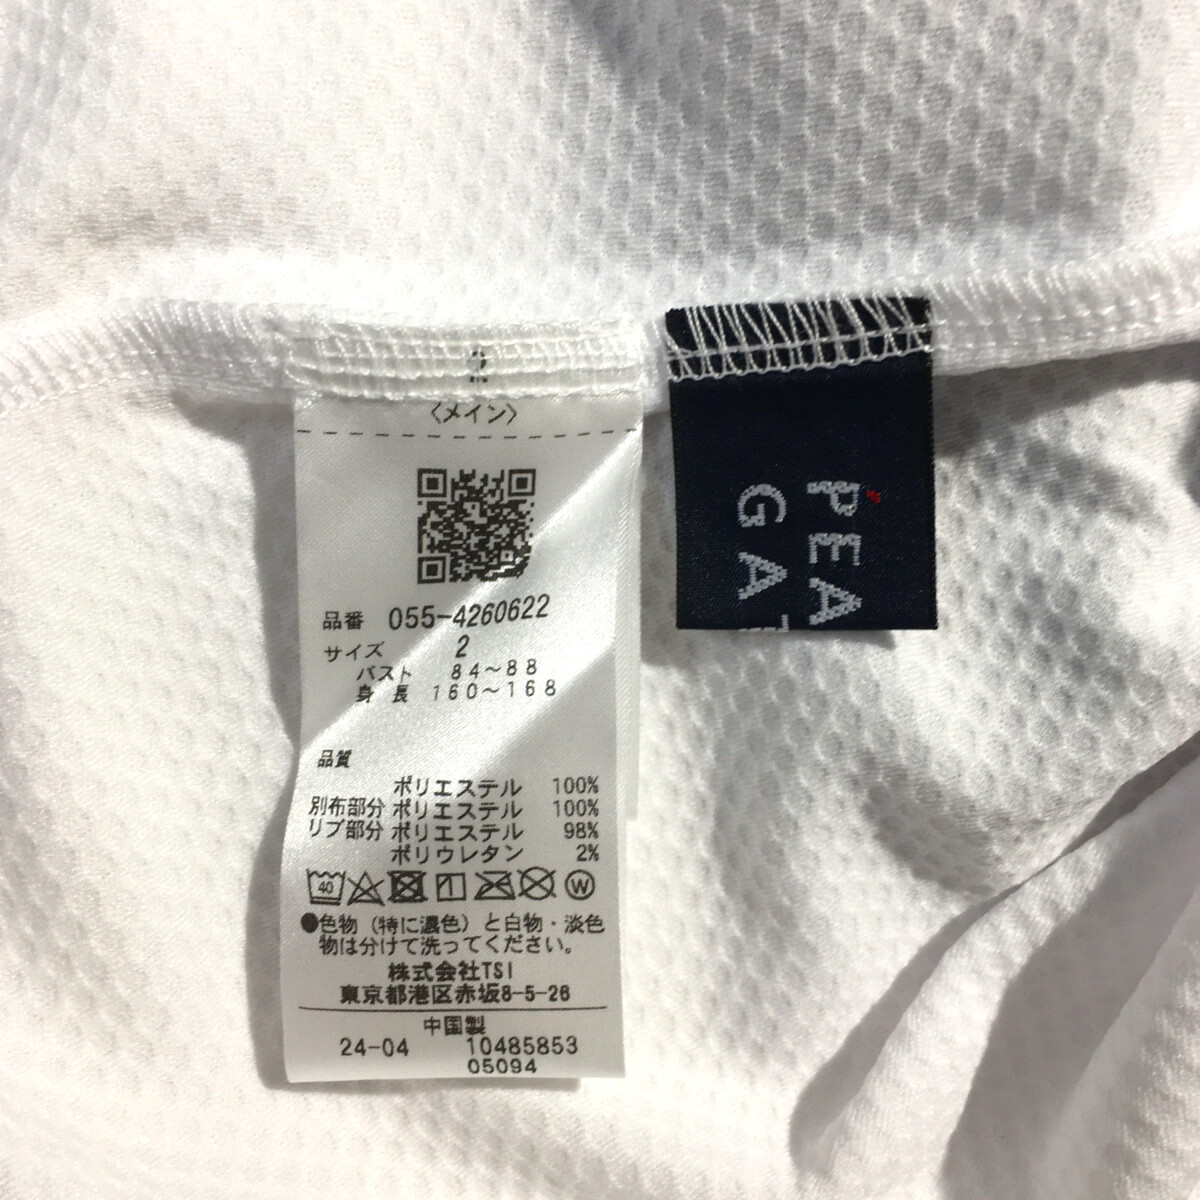 2
〈メイン〉
品番 055-4260622
サイズ 2
バスト 84～88
身長 160～168
品質
ポリエステル 100%
別布部分 ポリエステル 100%
リブ部分 ポリエステル 98%
ポリウレタン 2%
40 W
●色物（特に濃色）と白物・淡色
物は分けて洗ってください。
株式会社TSI
東京都港区赤坂8-5-26
中国製
24-04 10485853
05094
PEA
GA